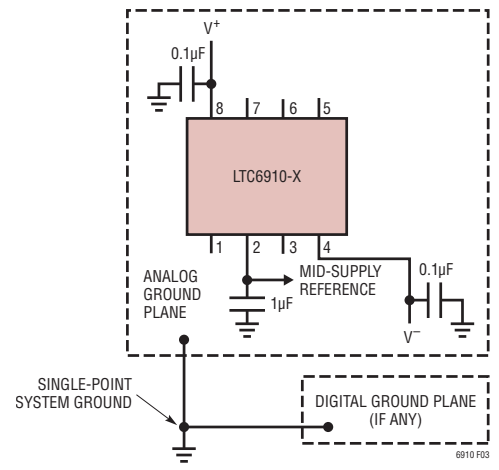 V+
0.1µF
8
7
6
5
LTC6910-X
1
2
3
4
ANALOG
GROUND
PLANE
MID-SUPPLY
REFERENCE
1µF
0.1µF
V–
SINGLE-POINT
SYSTEM GROUND
DIGITAL GROUND PLANE
(IF ANY)
6910 F03